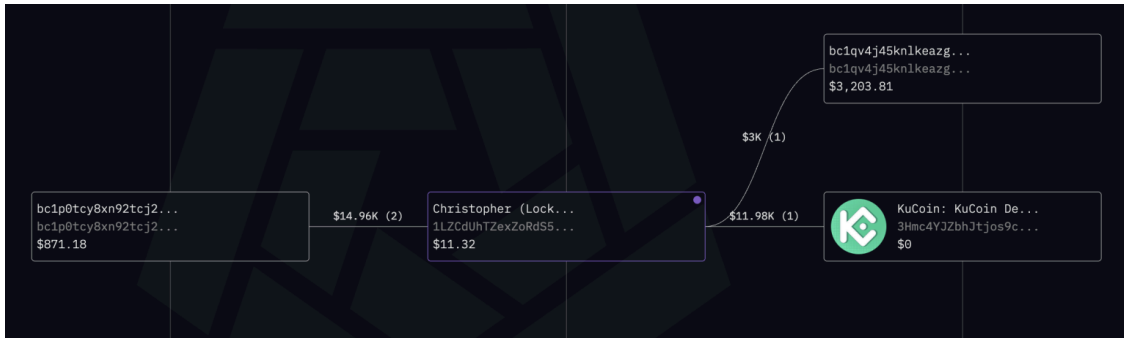 bc1qv4j45knlkeazg...
bc1qv4j45knlkeazg...
$3,203.81
$3K (1)
bc1p0tcy8xn92tcj2...
bc1p0tcy8xn92tcj2...
$871.18
$14.96K (2)
Christopher (Lock...
1LZCdUhTZexZoRdS5...
$11.32
$11.98K (1)
KuCoin: KuCoin De...
3Hmc4YJZbhJtjos9c...
$0